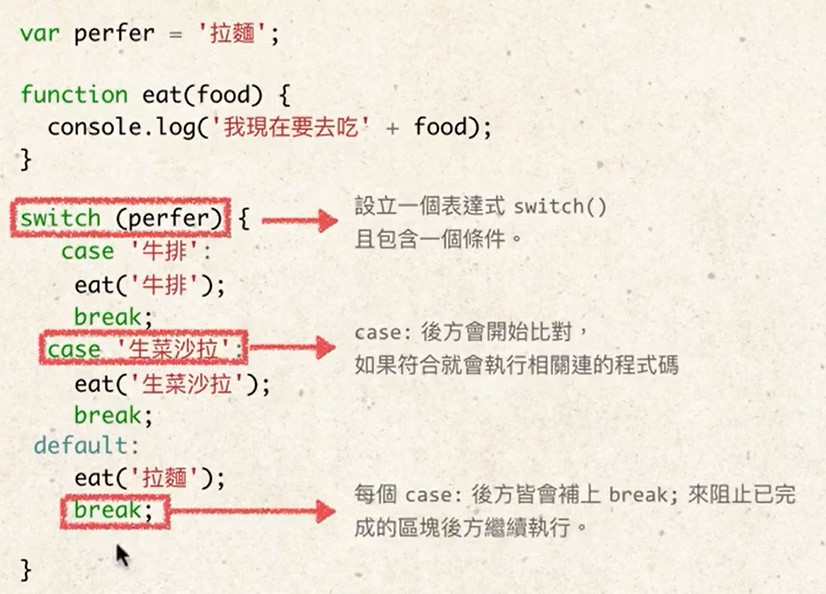 var perfer = '拉麵';
function eat(food) {
console.log('我現在要去吃' + food);
}
switch (perfer) {
設立一個表達式 switch()
且包含一個條件。
case '牛排':
eat('牛排');
break;
case '生菜沙拉':
case: 後方會開始比對，
如果符合就會執行相關連的程式碼
eat('生菜沙拉');
break;
default:
eat('拉麵');
break;
每個 case: 後方皆會補上 break; 來阻止已完
成的區塊後方繼續執行。
}